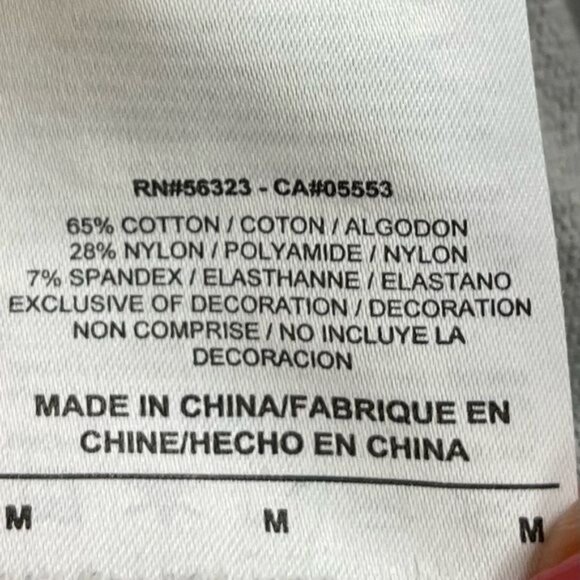 RN#56323 - CA#05553
65% COTTON / COTON / ALGODON
28% NYLON / POLYAMIDE / NYLON
7% SPANDEX / ELASTHANNE / ELASTANO
EXCLUSIVE OF DECORATION / DECORATION
NON COMPRISE / NO INCLUYE LA
DECORACION
MADE IN CHINA/FABRIQUE EN
CHINE/HECHO EN CHINA
M M M